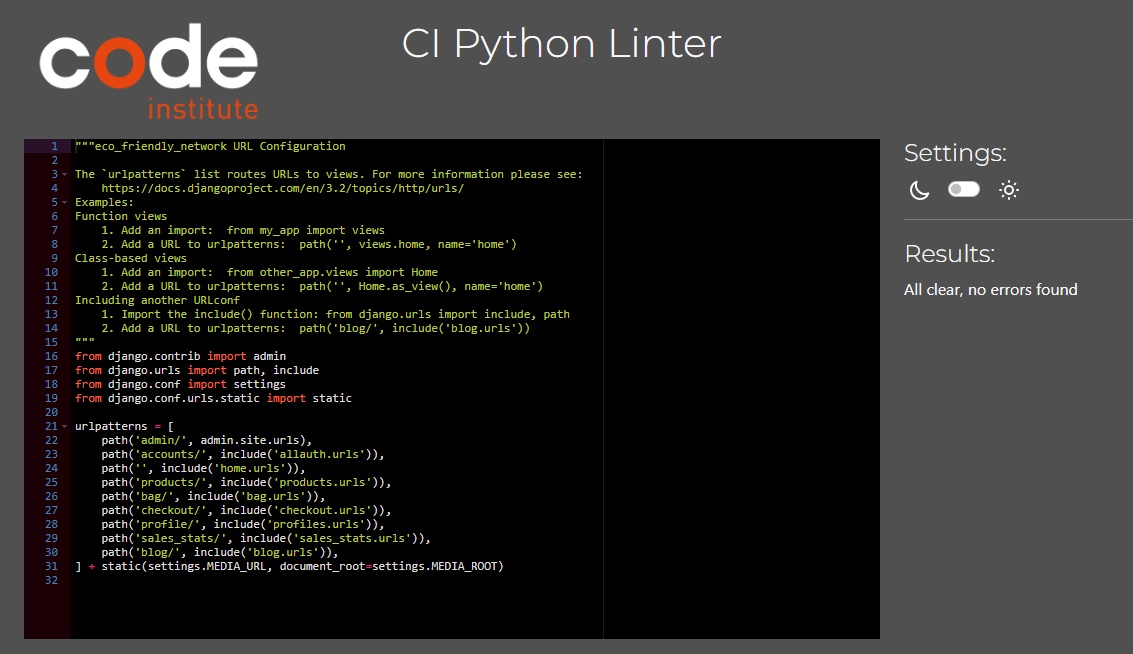 code
institute
CI Python Linter
1 """eco_friendly_network URL Configuration
2
3 The `urlpatterns` list routes URLs to views. For more information please see:
4     https://docs.djangoproject.com/en/3.2/topics/http/urls/
5 Examples:
6 Function views
7     1. Add an import:  from my_app import views
8     2. Add a URL to urlpatterns:  path('', views.home, name='home')
9 Class-based views
10     1. Add an import:  from other_app.views import Home
11     2. Add a URL to urlpatterns:  path('', Home.as_view(), name='home')
12 Including another URLconf
13     1. Import the include() function: from django.urls import include, path
14     2. Add a URL to urlpatterns:  path('blog/', include('blog.urls'))
15 """
16 from django.contrib import admin
17 from django.urls import path, include
18 from django.conf import settings
19 from django.conf.urls.static import static
20
21 urlpatterns = [
22     path('admin/', admin.site.urls),
23     path('accounts/', include('allauth.urls')),
24     path('', include('home.urls')),
25     path('products/', include('products.urls')),
26     path('bag/', include('bag.urls')),
27     path('checkout/', include('checkout.urls')),
28     path('profile/', include('profiles.urls')),
29     path('sales_stats/', include('sales_stats.urls')),
30     path('blog/', include('blog.urls')),
31 ] + static(settings.MEDIA_URL, document_root=settings.MEDIA_ROOT)
32
Settings:
Results:
All clear, no errors found